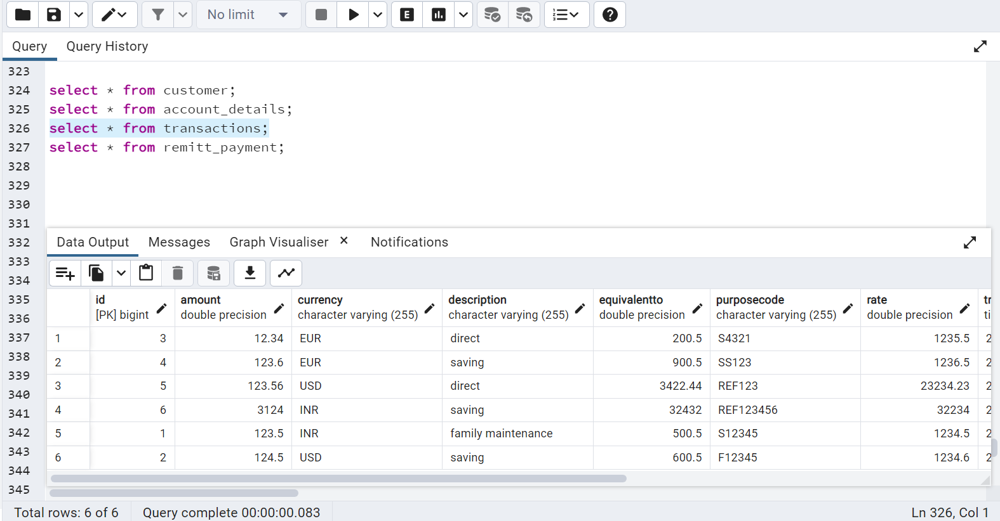 No limit
E
Query Query History
323
324 select * from customer;
325 select * from account_details;
326 select * from transactions;
327 select * from remitt_payment;
328
329
330
331
332
333
334
335
336
337
338
339
340
341
342
343
344
345
Data Output Messages Graph Visualiser × Notifications
id amount currency description equivalentto purposecode rate tr
[PK] bigint double precision character varying (255) character varying (255) double precision character varying (255) double precision ti
1 3 12.34 EUR direct 200.5 S4321 1235.5 2
2 4 123.6 EUR saving 900.5 SS123 1236.5 2
3 5 123.56 USD direct 3422.44 REF123 23234.23 2
4 6 3124 INR saving 32432 REF123456 32234 2
5 1 123.5 INR family maintenance 500.5 S12345 1234.5 2
6 2 124.5 USD saving 600.5 F12345 1234.6 2
Total rows: 6 of 6 Query complete 00:00:00.083 Ln 326, Col 1